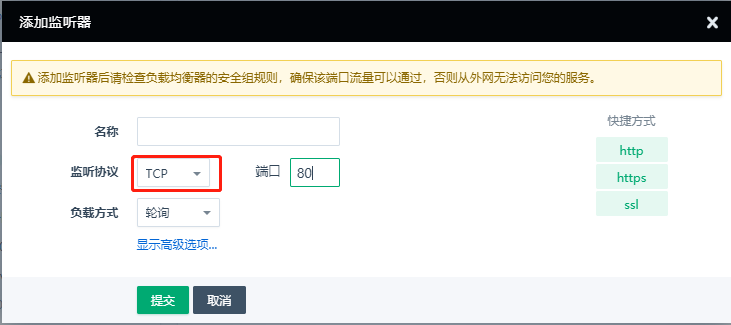 添加监听器
添加监听器后请检查负载均衡器的安全组规则，确保该端口流量可以通过，否则从外网无法访问您的服务。
名称
快捷方式
http
监听协议 TCP 端口 80
https
负载方式 轮询
ssl
显示高级选项...
提交 取消